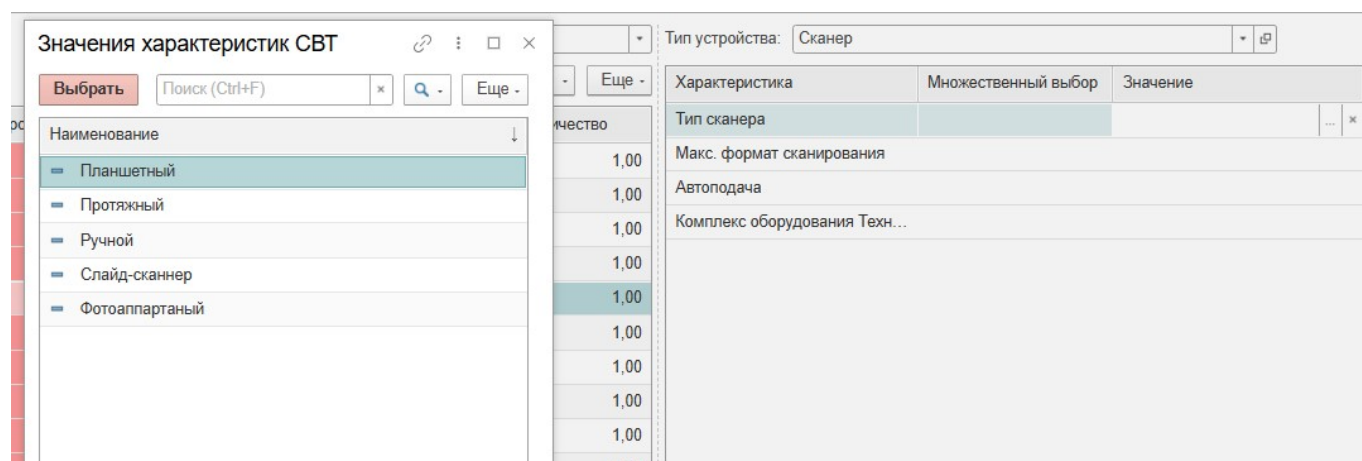 Значения характеристик СВТ
Выбрать Поиск (Ctrl+F) × Еще
Наименование ↓
Планшетный
Протяжный
Ручной
Слайд-сканнер
Фотоаппартаный
Еще
1,00
1,00
1,00
1,00
1,00
1,00
1,00
1,00
1,00
Тип устройства: Сканер
Характеристика Множественный выбор Значение
Тип сканера ... ×
Макс. формат сканирования
Автоподача
Комплекс оборудования Техн...